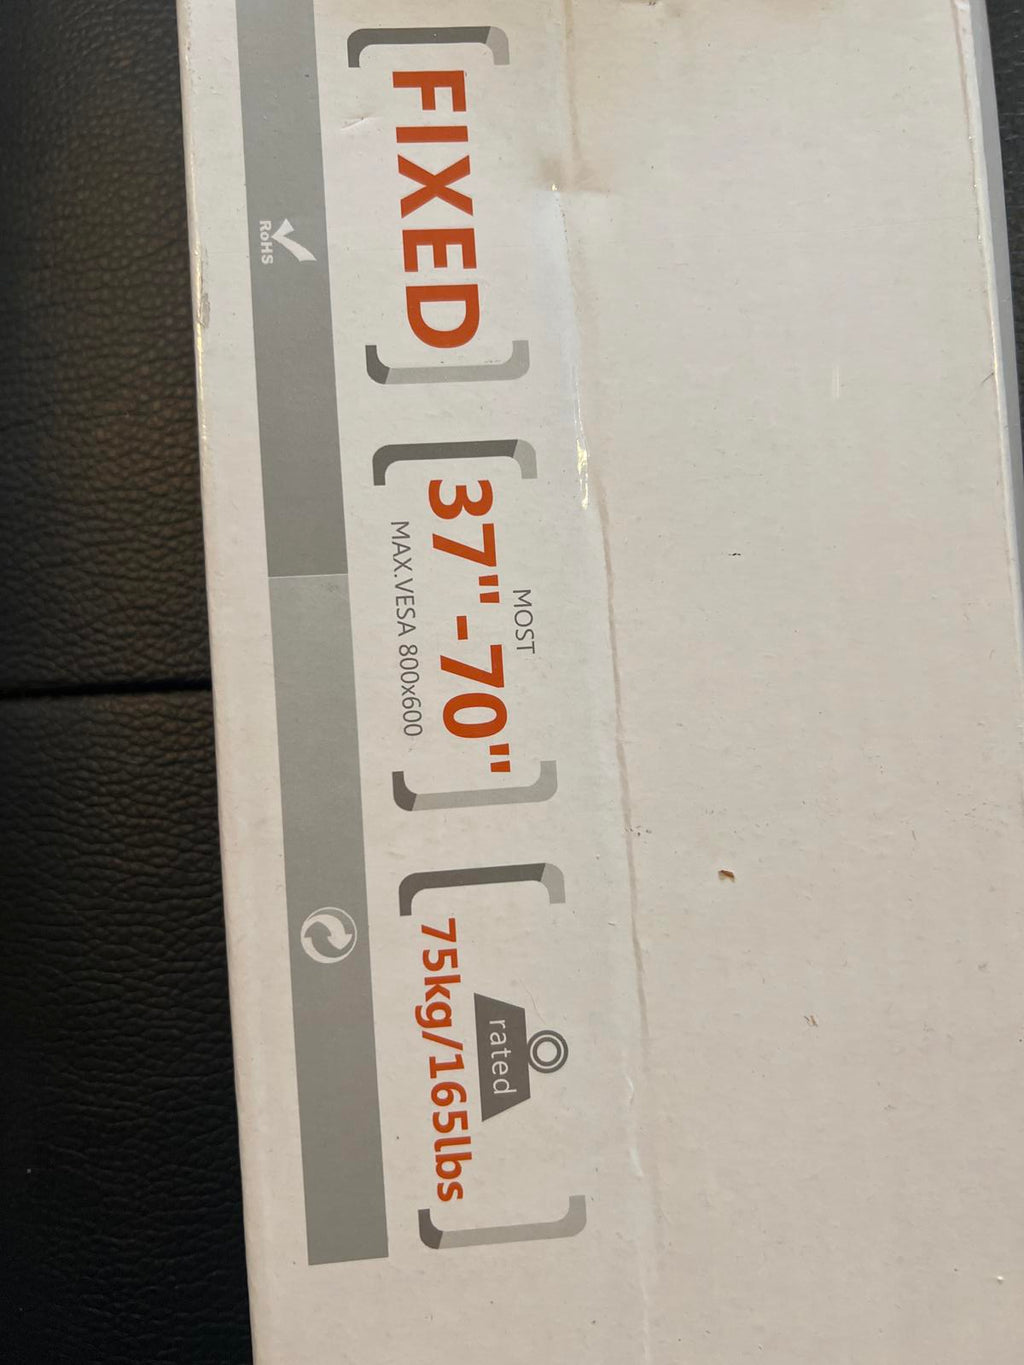 FIXED
MOST
37"-70"
MAX.VESA 800x600
rated
75kg/165lbs
RoHS